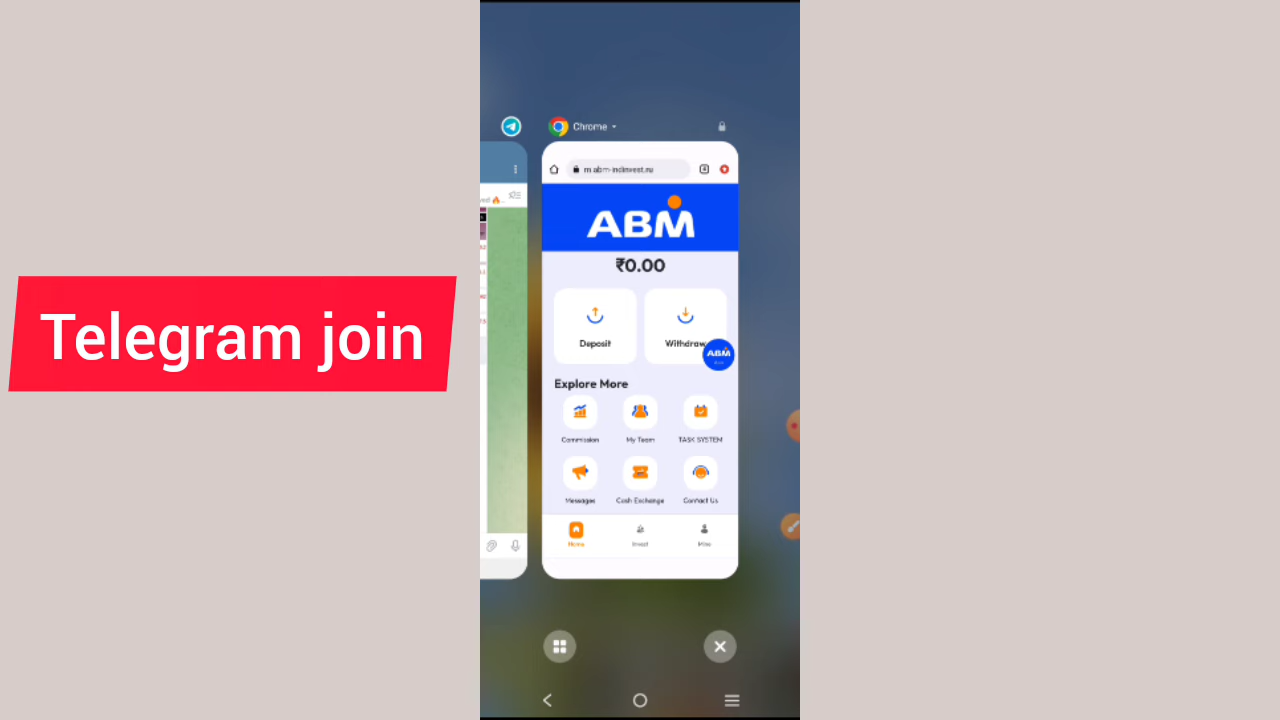 Telegram join
Chrome
m.abm-indinvest.ru
ABM
₹0.00
Deposit
Withdraw
ABM
Explore More
Commission
My Team
TASK SYSTEM
Messages
Cash Exchange
Contact Us
Home
Invest
Mine